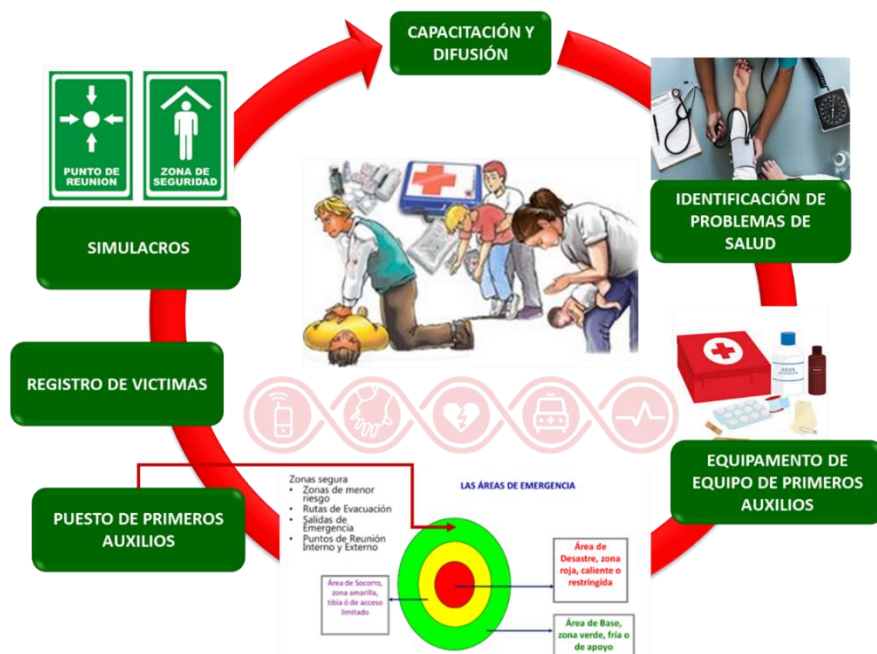 CAPACITACIÓN Y
DIFUSIÓN
PUNTO DE
REUNION
ZONA DE
SEGURIDAD
SIMULACROS
IDENTIFICACIÓN DE
PROBLEMAS DE
SALUD
REGISTRO DE VICTIMAS
AGUA
EQUIPAMENTO DE
EQUIPO DE PRIMEROS
AUXILIOS
PUESTO DE PRIMEROS
AUXILIOS
Zonas segura
• Zonas de menor
riesgo
• Rutas de Evacuación
• Salidas de
Emergencia
• Puntos de Reunión
Interno y Externo
LAS ÁREAS DE EMERGENCIA
Área de Socorro,
zona amarilla,
tibia ó de acceso
limitado
Área de
Desastre, zona
roja, caliente o
restringida
Área de Base,
zona verde, fría o
de apoyo